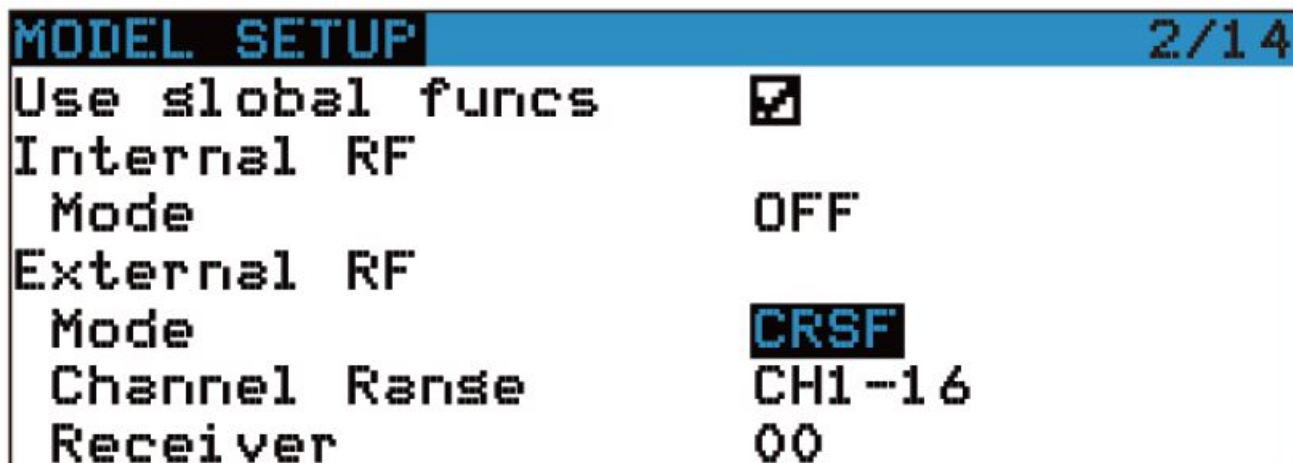 MODEL SETUP 2/14
Use global funcs
Internal RF
Mode OFF
External RF
Mode CRSF
Channel Range CH1-16
Receiver 00